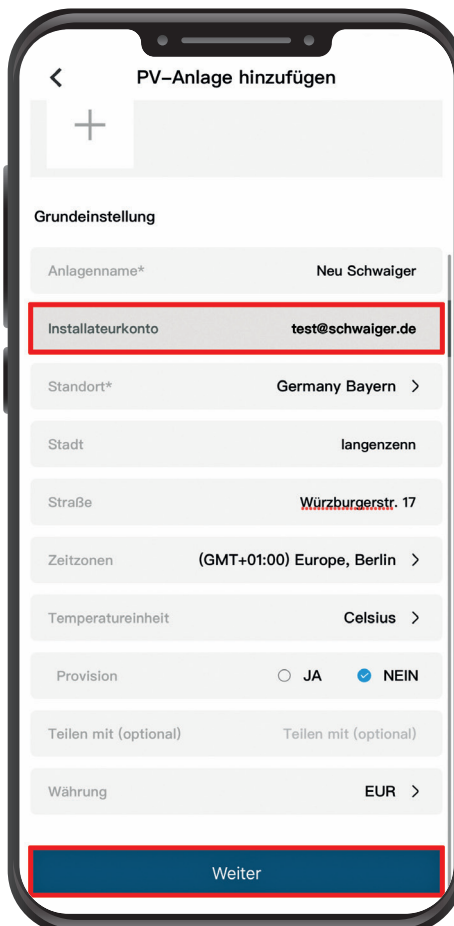 PV-Anlage hinzufügen
Grundeinstellung
Anlagenname* Neu Schwaiger
Installateurkonto test@schwaiger.de
Standort* Germany Bayern >
Stadt langenzenn
Straße Würzburgerstr. 17
Zeitzonen (GMT+01:00) Europe, Berlin >
Temperatureinheit Celsius >
Provision JA NEIN
Teilen mit (optional) Teilen mit (optional)
Währung EUR >
Weiter